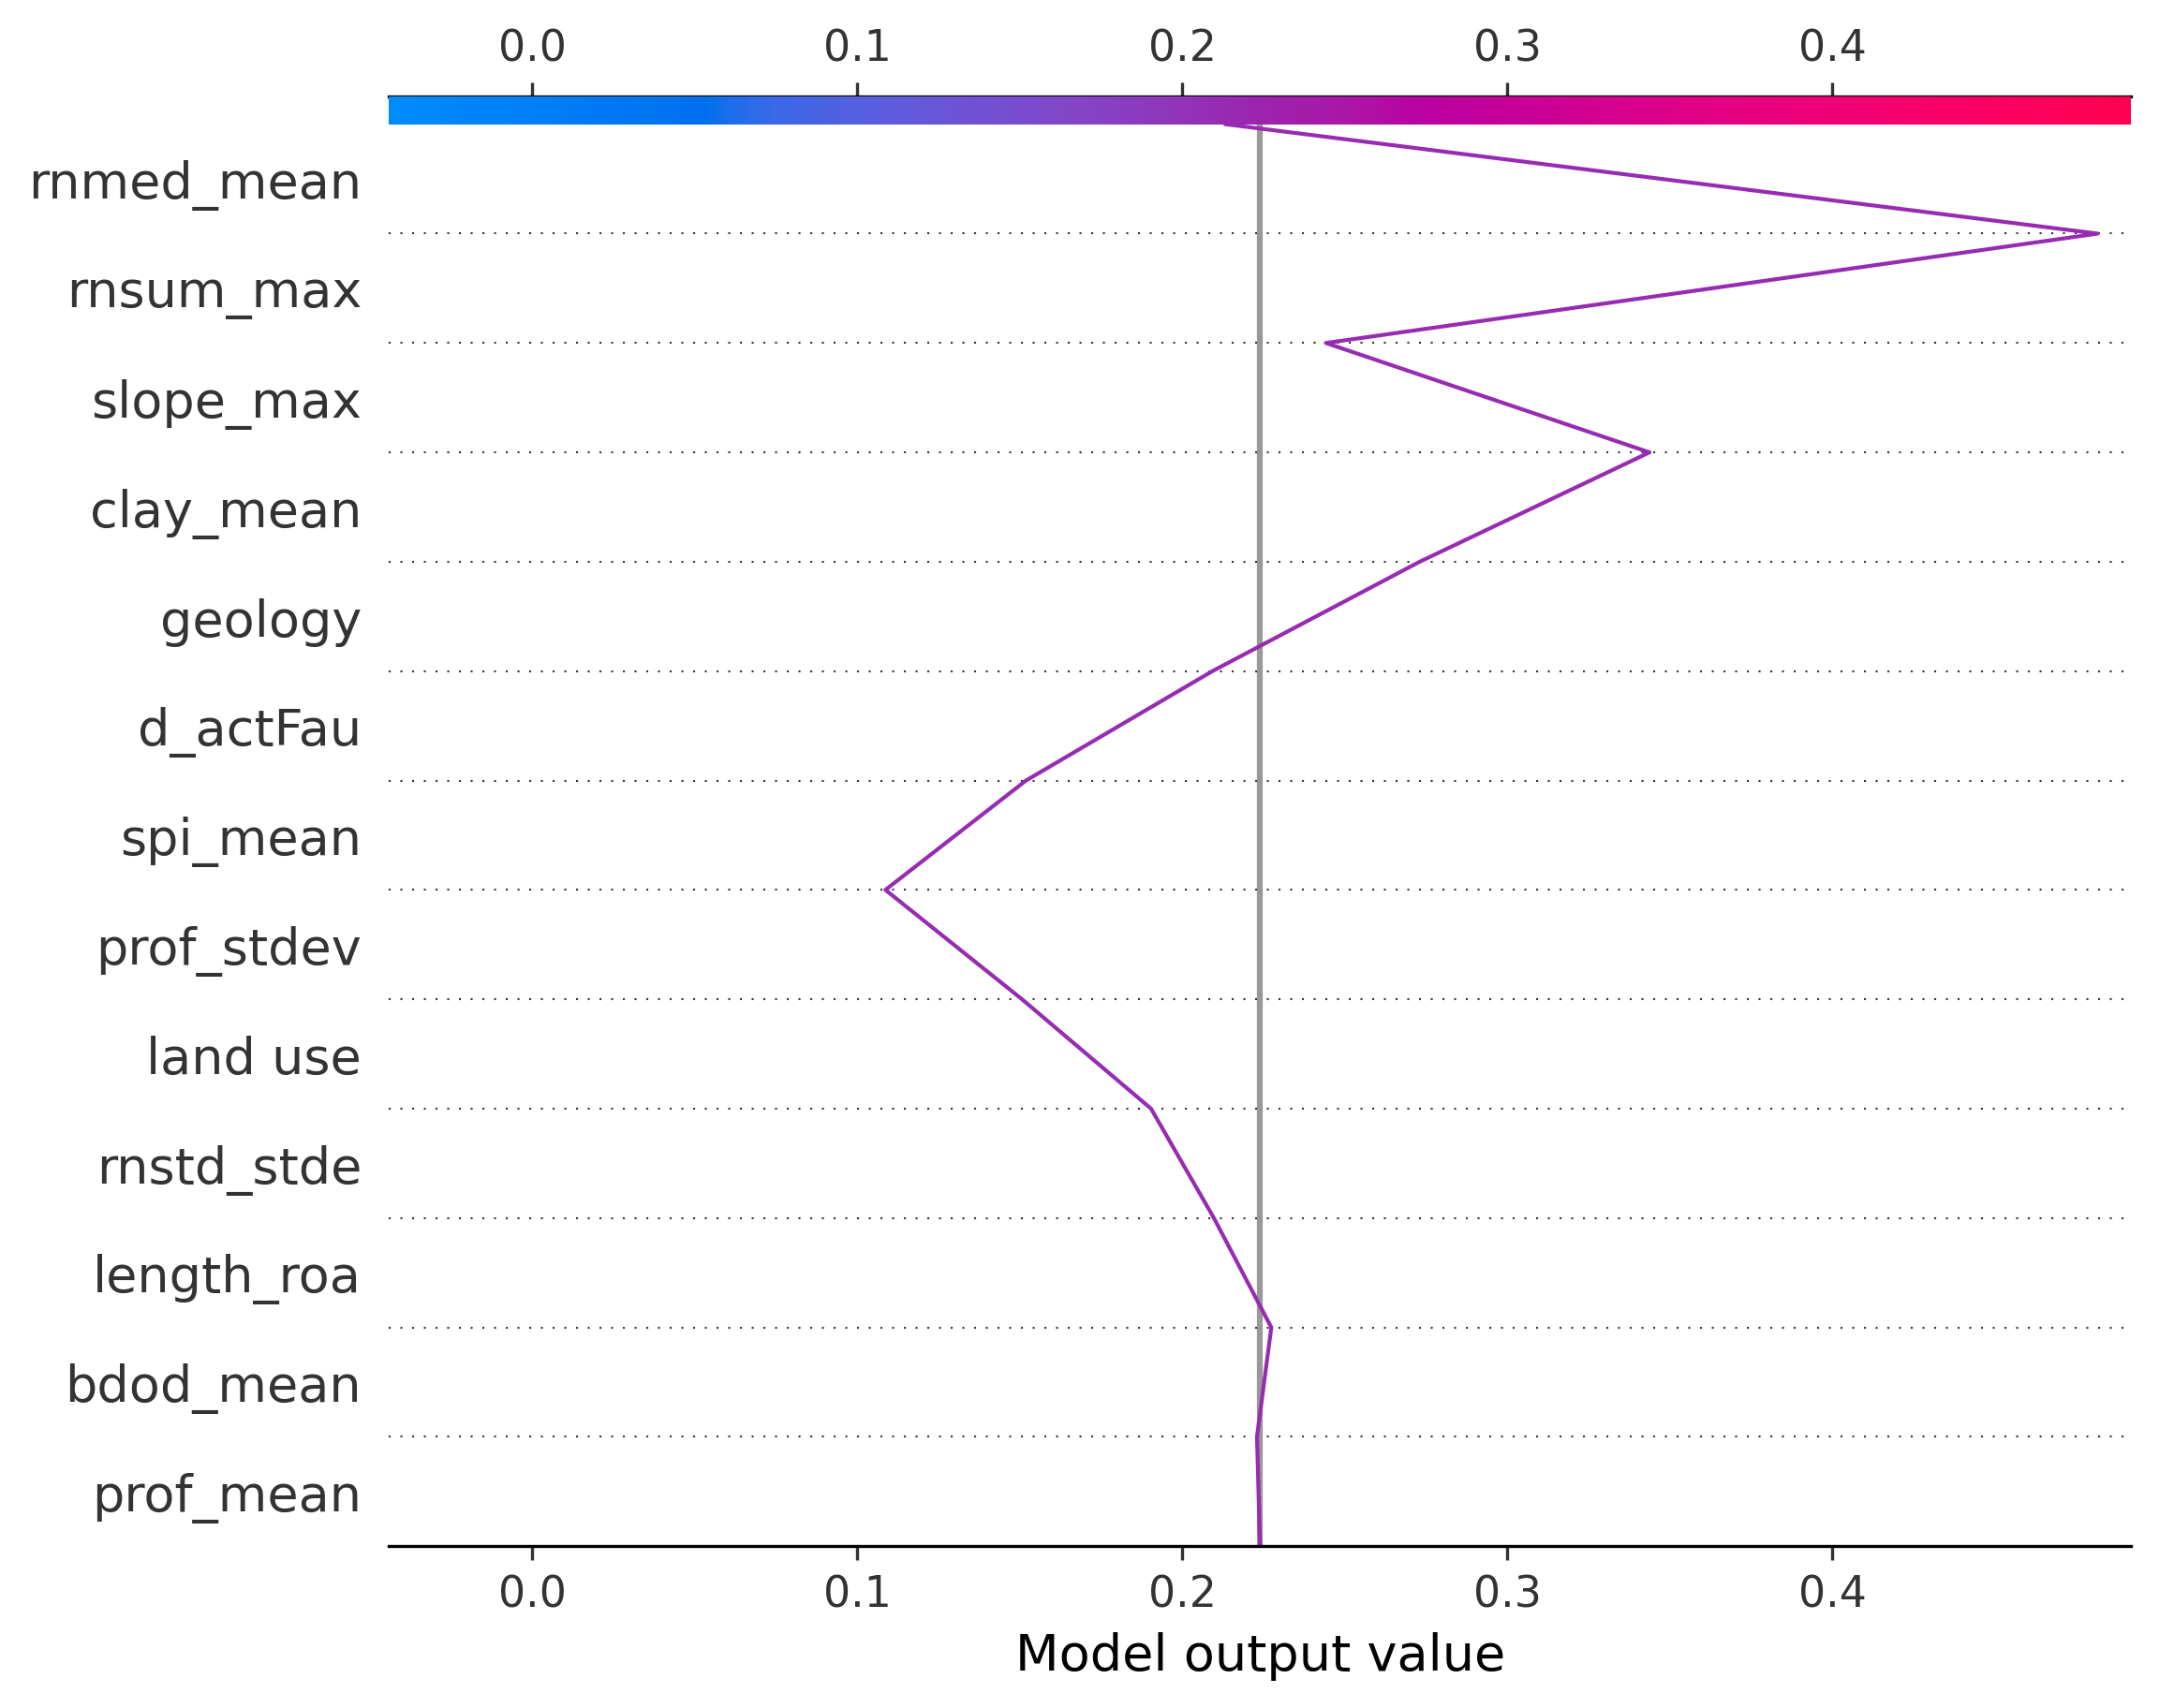 0.0 0.1 0.2 0.3 0.4
rnmed_mean
rnsum_max
slope_max
clay_mean
geology
d_actFau
spi_mean
prof_stdev
land use
rnstd_stde
length_roa
bdod_mean
prof_mean
0.0 0.1 0.2 0.3 0.4
Model output value